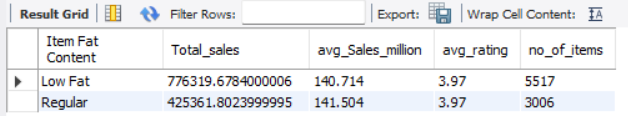 Result Grid Filter Rows: Export: Wrap Cell Content: IA
Item Fat Content Total_sales avg_Sales_million avg_rating no_of_items
Low Fat 776319.6784000006 140.714 3.97 5517
Regular 425361.8023999995 141.504 3.97 3006